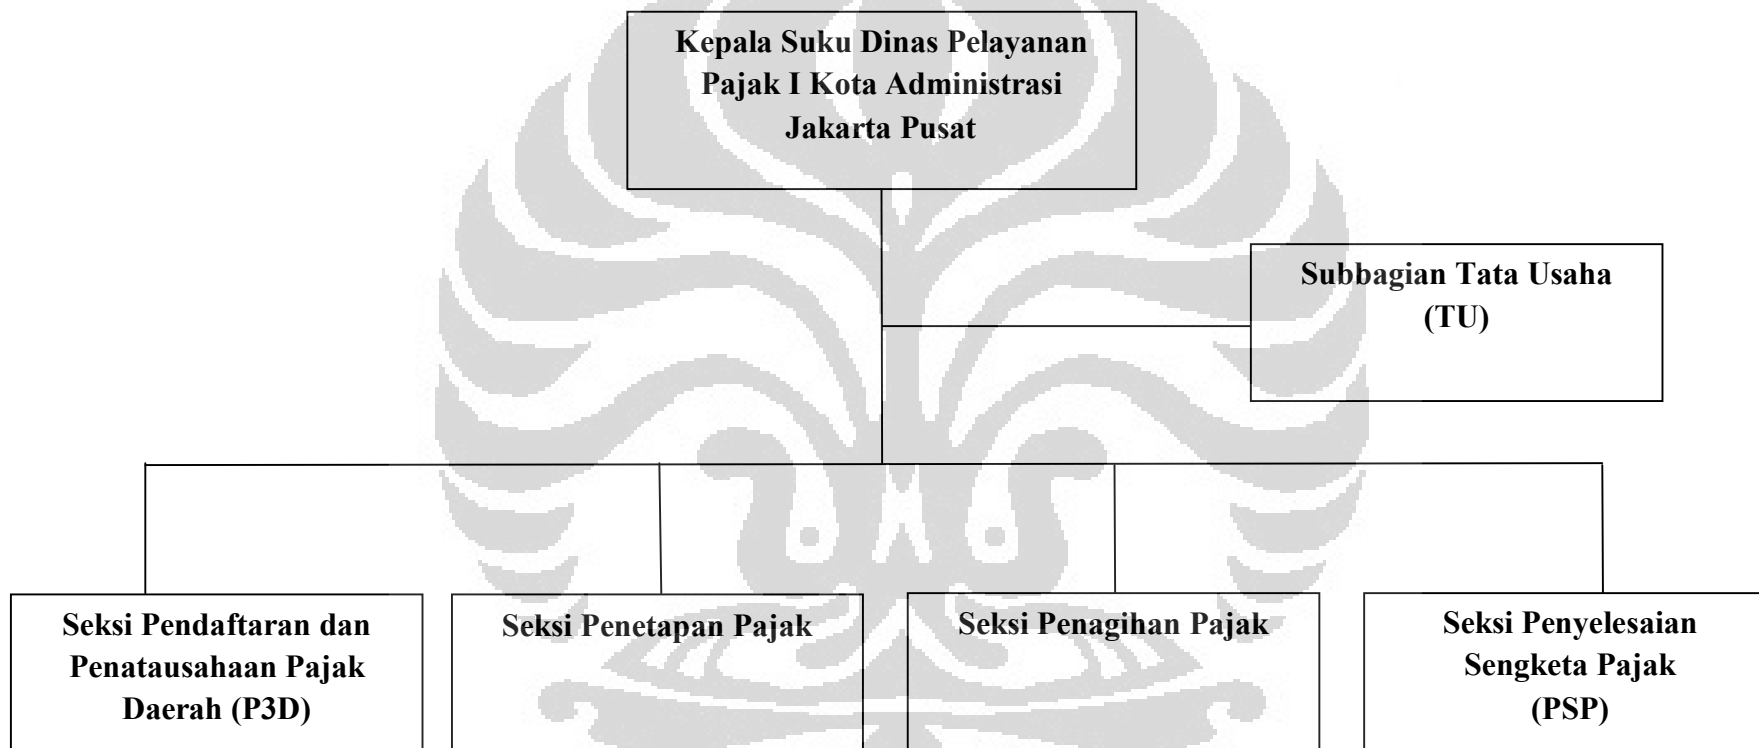 Kepala Suku Dinas Pelayanan
Pajak I Kota Administrasi
Jakarta Pusat
Subbagian Tata Usaha
(TU)
Seksi Pendaftaran dan
Penatausahaan Pajak
Daerah (P3D)
Seksi Penetapan Pajak
Seksi Penagihan Pajak
Seksi Penyelesaian
Sengketa Pajak
(PSP)